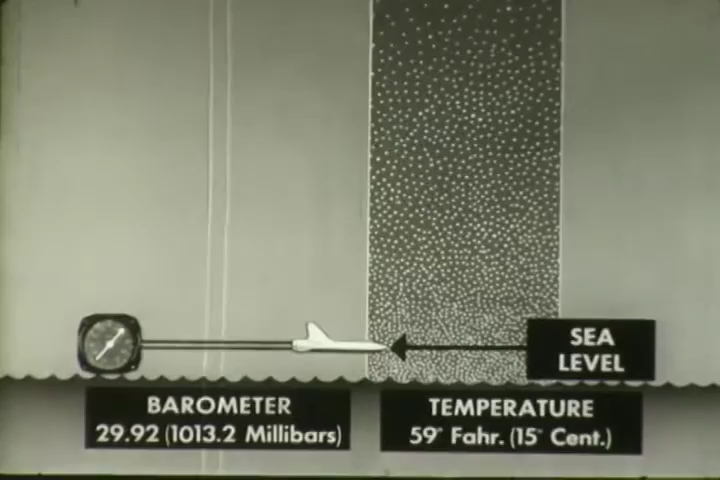 SEA
LEVEL
BAROMETER
29.92 (1013.2 Millibars)
TEMPERATURE
59° Fahr. (15° Cent.)